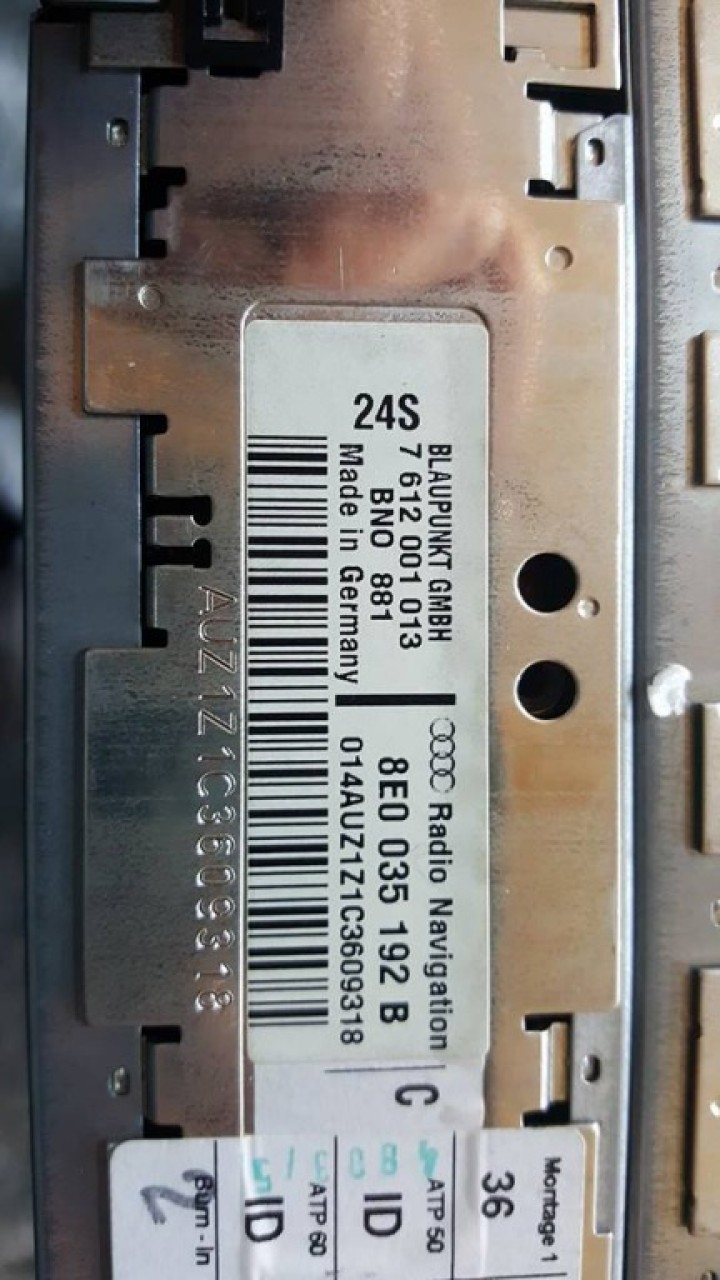 24S
BLAUPUNKT GMBH
7 612 001 013
BNO 881
Made in Germany
Radio Navigation
8E0 035 192 B
014AUZ1Z1C3609318
C
AUZ1Z1C3609318
Montage 1
36
ATP 50
ID
ATP 60
ID
Burn - In
2